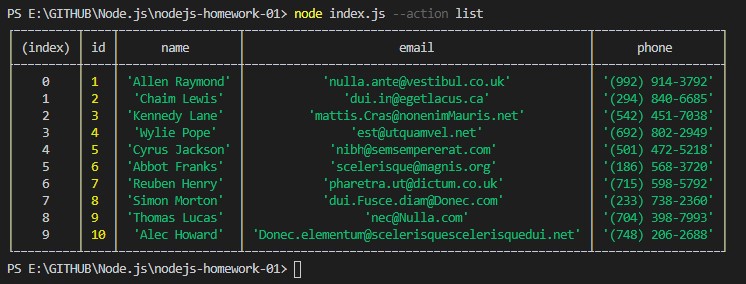 PS E:\GITHUB\Node.js\nodejs-homework-01> node index.js --action list
(index) id name email phone
0 1 'Allen Raymond' 'nulla.ante@vestibul.co.uk' '(992) 914-3792'
1 2 'Chaim Lewis' 'dui.in@egetlacus.ca' '(294) 840-6685'
2 3 'Kennedy Lane' 'mattis.Cras@nonenimMauris.net' '(542) 451-7038'
3 4 'Wylie Pope' 'est@utquamvel.net' '(692) 802-2949'
4 5 'Cyrus Jackson' 'nibh@semsempererat.com' '(501) 472-5218'
5 6 'Abbot Franks' 'scelerisque@magnis.org' '(186) 568-3720'
6 7 'Reuben Henry' 'pharetra.ut@dictum.co.uk' '(715) 598-5792'
7 8 'Simon Morton' 'dui.Fusce.diam@Donec.com' '(233) 738-2360'
8 9 'Thomas Lucas' 'nec@Nulla.com' '(704) 398-7993'
9 10 'Alec Howard' 'Donec.elementum@scelerisquescelerisquedui.net' '(748) 206-2688'
PS E:\GITHUB\Node.js\nodejs-homework-01>